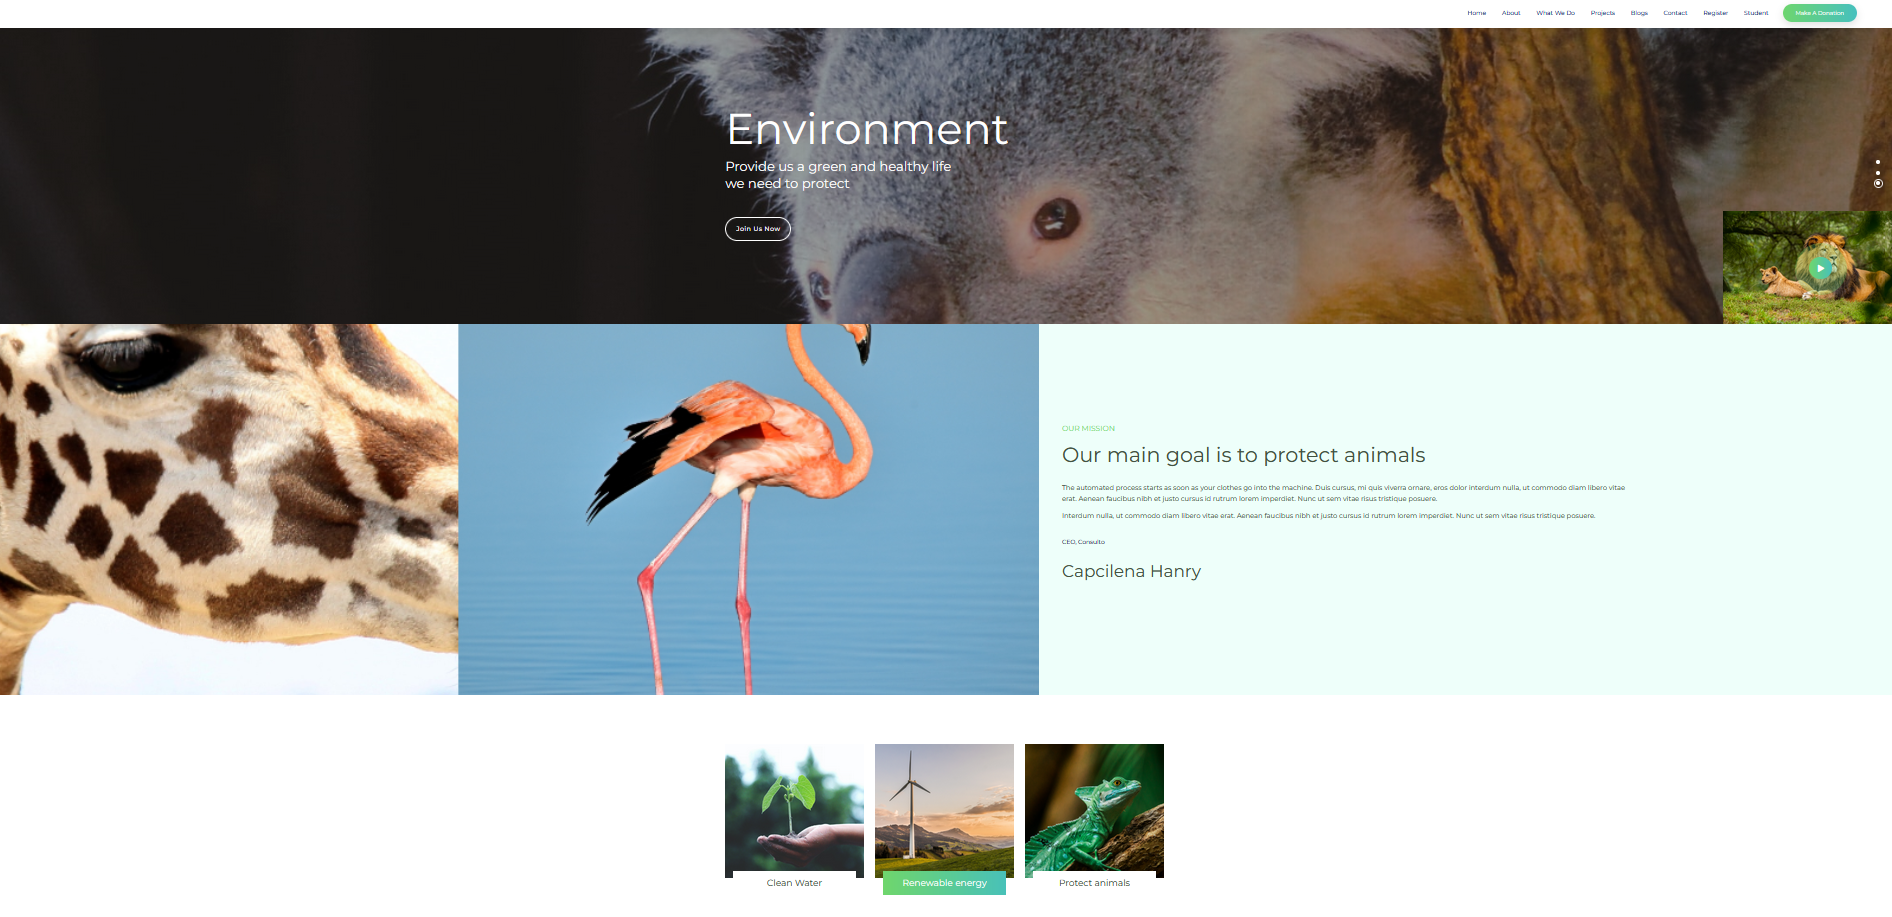 Home About What We Do Projects Blogs Contact Register Student Make A Donation
Environment
Provide us a green and healthy life
we need to protect
Join Us Now
OUR MISSION
Our main goal is to protect animals
The automated process starts as soon as your clothes go into the machine. Duis cursus, mi quis viverra ornare, eros dolor interdum nulla, ut commodo diam libero vitae
erat. Aenean faucibus nibh et justo cursus id rutrum lorem imperdiet. Nunc ut sem vitae risus tristique posuere.
Interdum nulla, ut commodo diam libero vitae erat. Aenean faucibus nibh et justo cursus id rutrum lorem imperdiet. Nunc ut sem vitae risus tristique posuere.
CEO, Consulto
Capcilena Hanry
Clean Water
Renewable energy
Protect animals